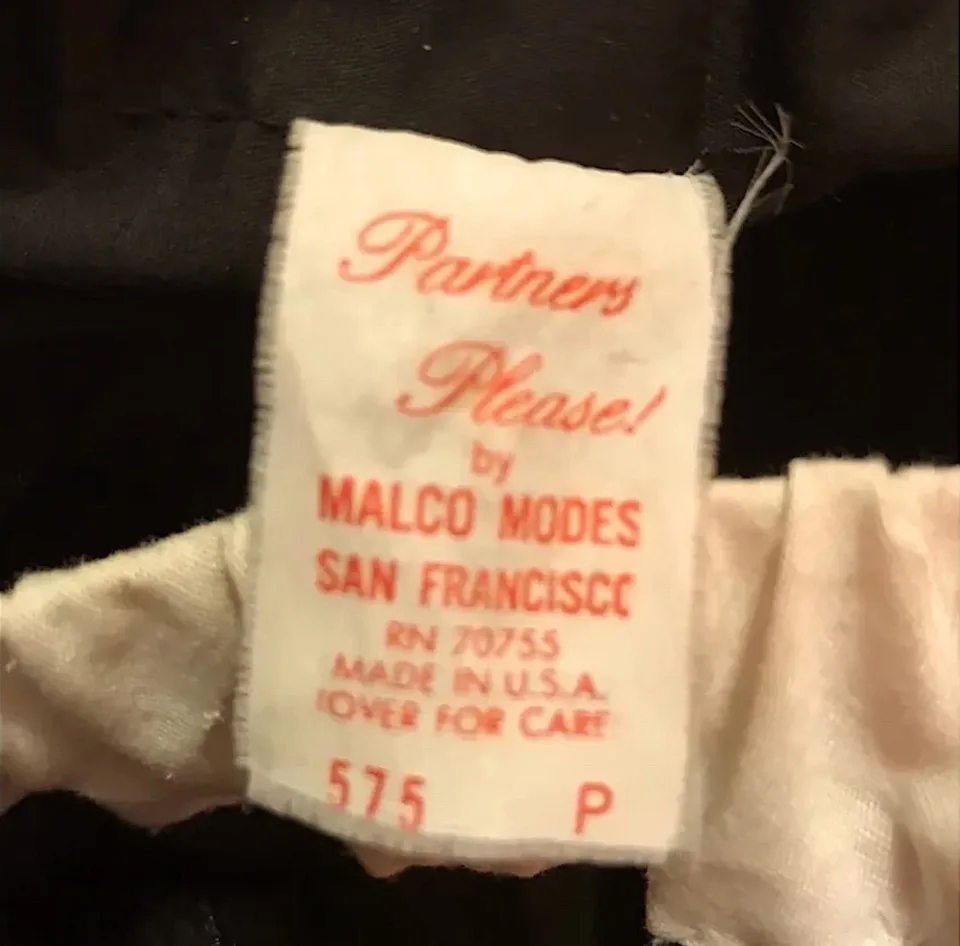 Partners
Please!
by
MALCO MODES
SAN FRANCISCO
RN 70755
MADE IN U.S.A.
(OVER FOR CARE
575 P